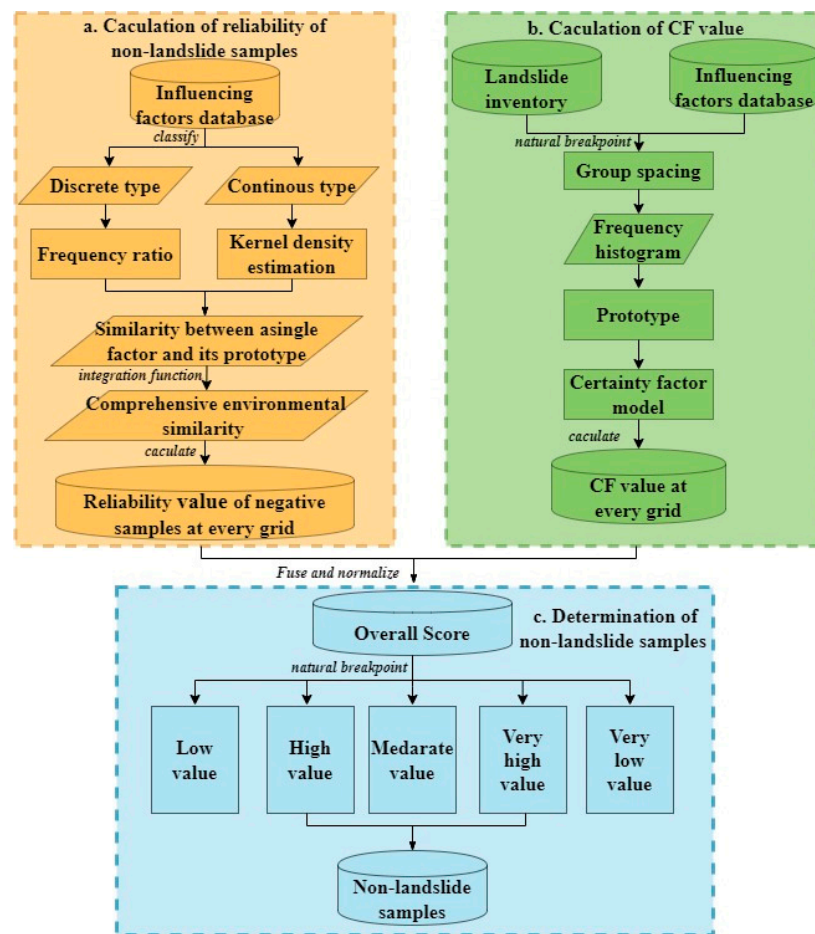 a. Caculation of reliability of
non-landslide samples
Influencing
factors database
classify
Discrete type
Continous type
Frequency ratio
Kernel density
estimation
Similarity between asingle
factor and its prototype
integration function
Comprehensive environmental
similarity
caculate
Reliability value of negative
samples at every grid
b. Caculation of CF value
Landslide
inventory
Influencing
factors database
natural breakpoint
Group spacing
Frequency
histogram
Prototype
Certainty factor
model
caculate
CF value at
every grid
Fuse and normalize
c. Determination of
non-landslide samples
Overall Score
natural breakpoint
Low
value
High
value
Medarate
value
Very
high
value
Very
low
value
Non-landslide
samples